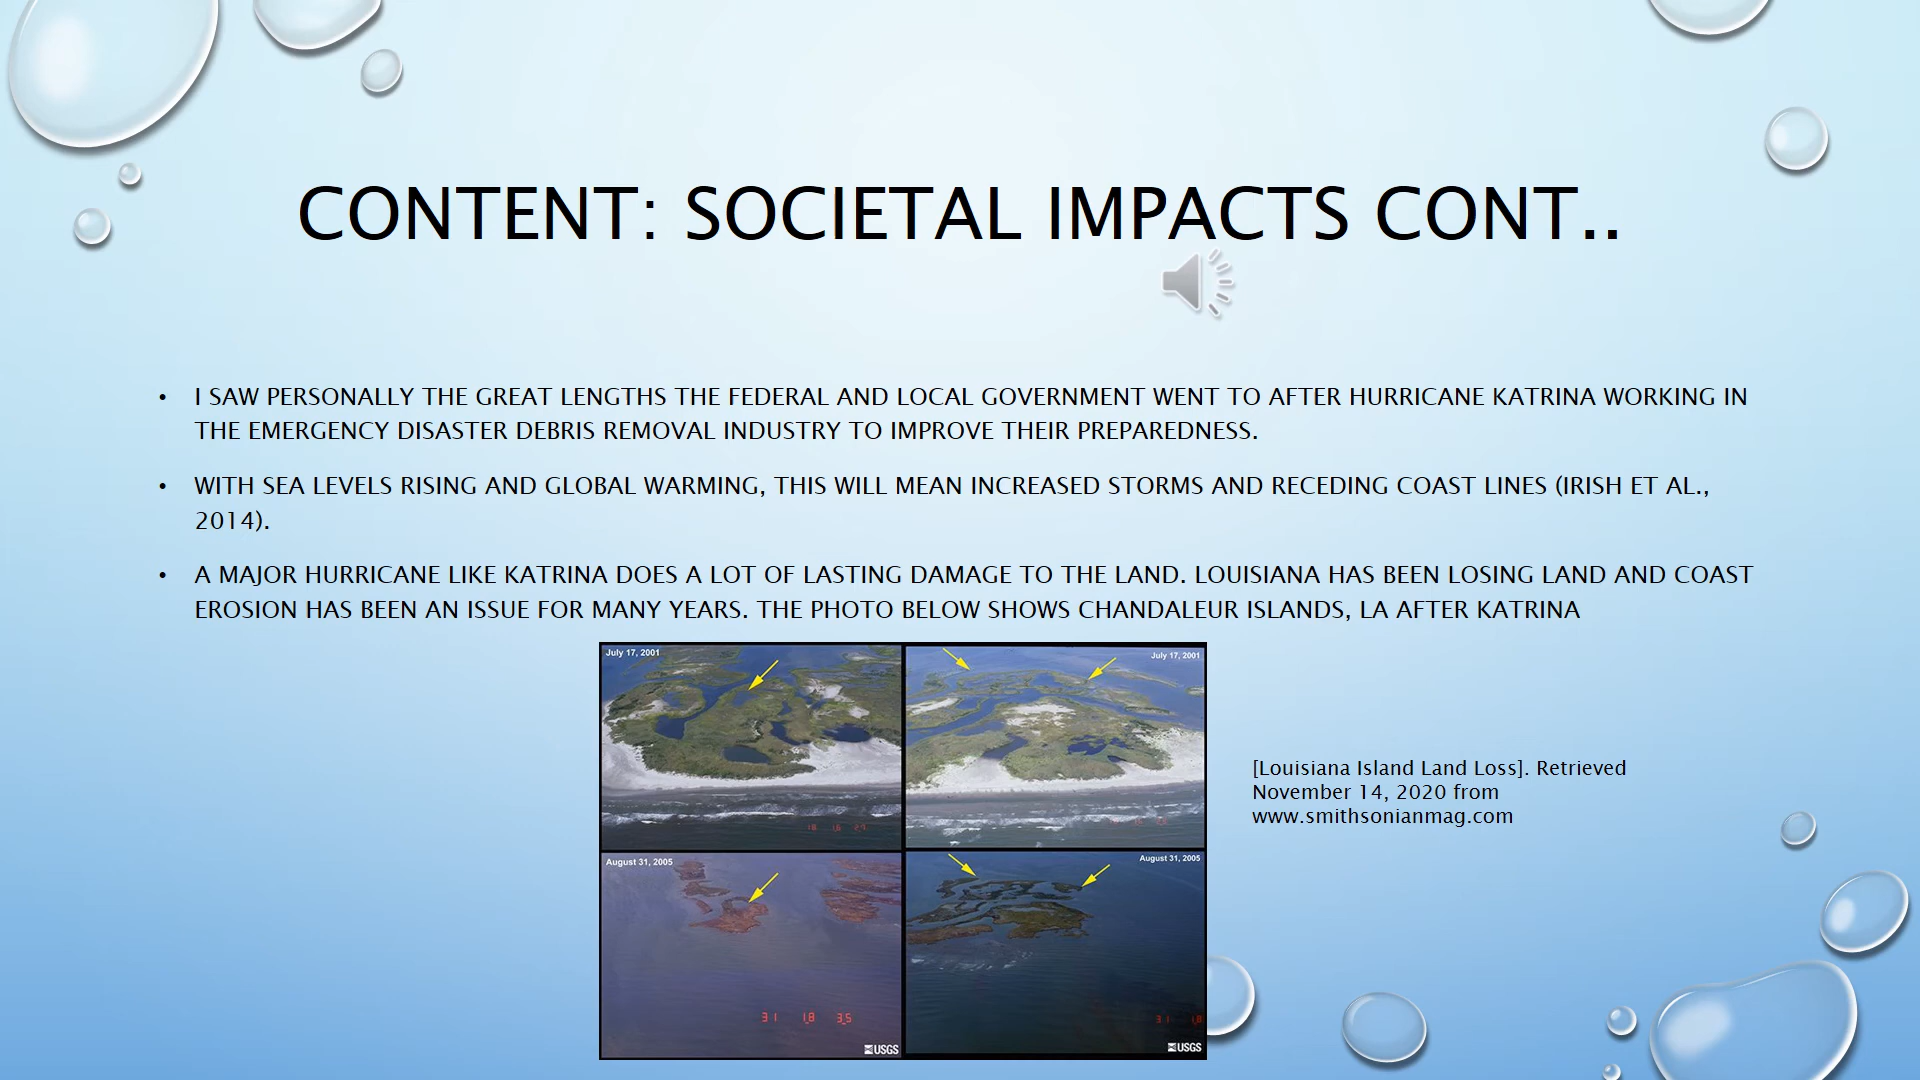 CONTENT: SOCIETAL IMPACTS CONT..
• I SAW PERSONALLY THE GREAT LENGTHS THE FEDERAL AND LOCAL GOVERNMENT WENT TO AFTER HURRICANE KATRINA WORKING IN
THE EMERGENCY DISASTER DEBRIS REMOVAL INDUSTRY TO IMPROVE THEIR PREPAREDNESS.
• WITH SEA LEVELS RISING AND GLOBAL WARMING, THIS WILL MEAN INCREASED STORMS AND RECEDING COAST LINES (IRISH ET AL.,
2014).
• A MAJOR HURRICANE LIKE KATRINA DOES A LOT OF LASTING DAMAGE TO THE LAND. LOUISIANA HAS BEEN LOSING LAND AND COAST
EROSION HAS BEEN AN ISSUE FOR MANY YEARS. THE PHOTO BELOW SHOWS CHANDALEUR ISLANDS, LA AFTER KATRINA
July 17, 2001
July 17, 2001
August 31, 2005
August 31, 2005
31 18 35
31 18
USGS
USGS
[Louisiana Island Land Loss]. Retrieved
November 14, 2020 from
www.smithsonianmag.com